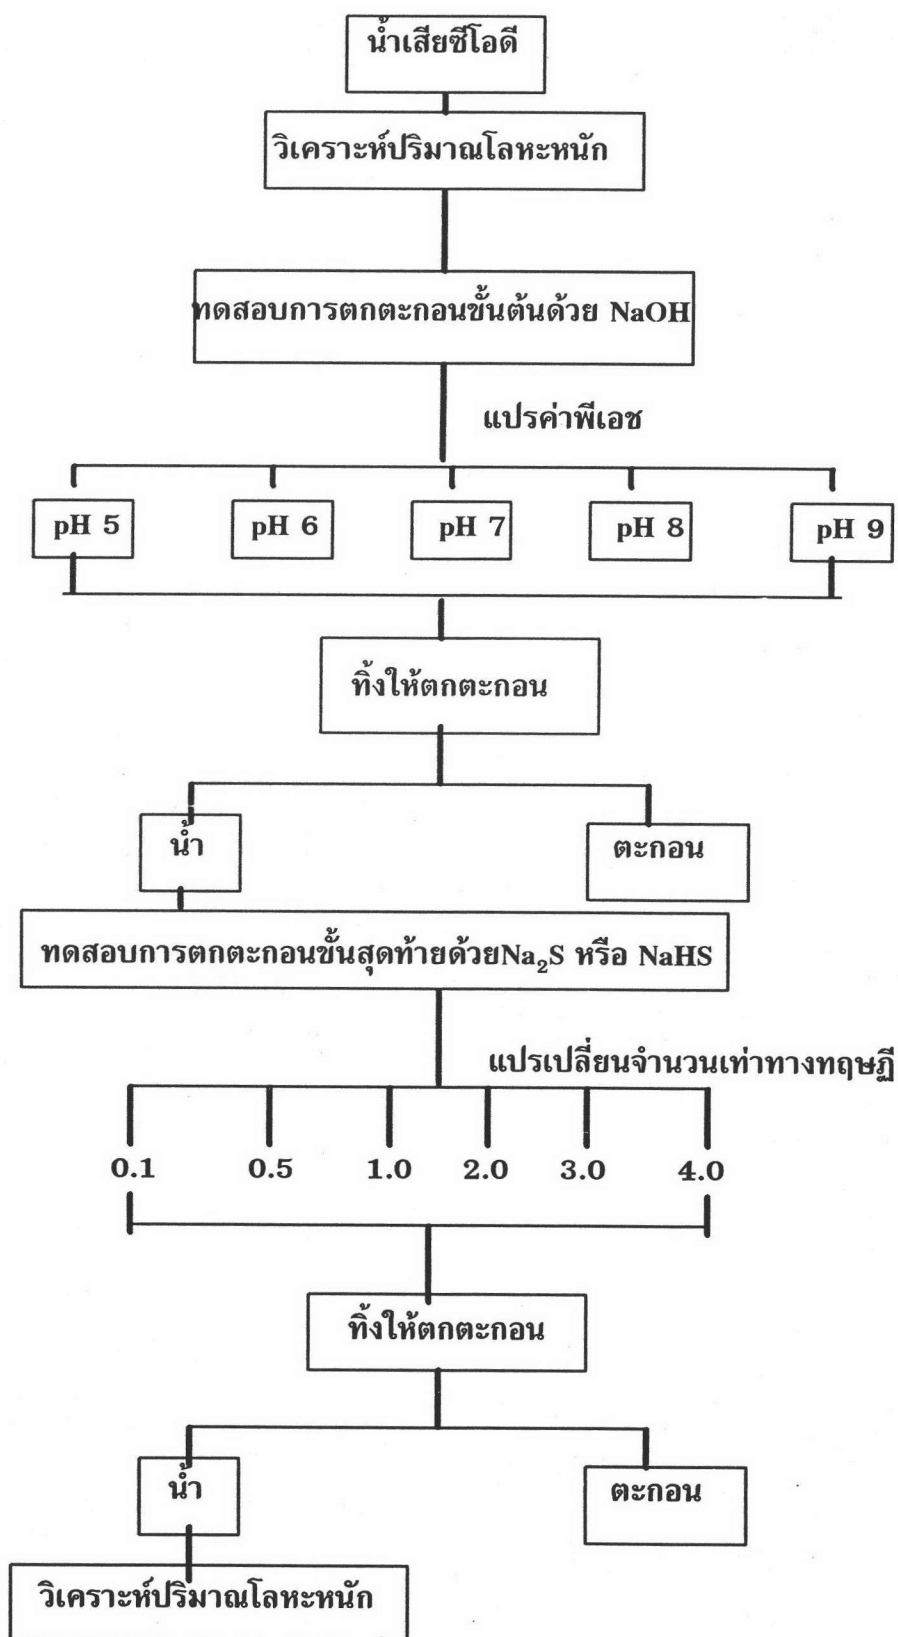 น้ำเสียซีโอดี
วิเคราะห์ปริมาณโลหะหนัก
ทดสอบการตกตะกอนขั้นต้นด้วย NaOH
แปรค่าพีเอช
pH 5 pH 6 pH 7 pH 8 pH 9
ทิ้งให้ตกตะกอน
น้ำ ตะกอน
ทดสอบการตกตะกอนขั้นสุดท้ายด้วยNa₂S หรือ NaHS
แปรเปลี่ยนจำนวนเท่าทางทฤษฏี
0.1 0.5 1.0 2.0 3.0 4.0
ทิ้งให้ตกตะกอน
น้ำ ตะกอน
วิเคราะห์ปริมาณโลหะหนัก